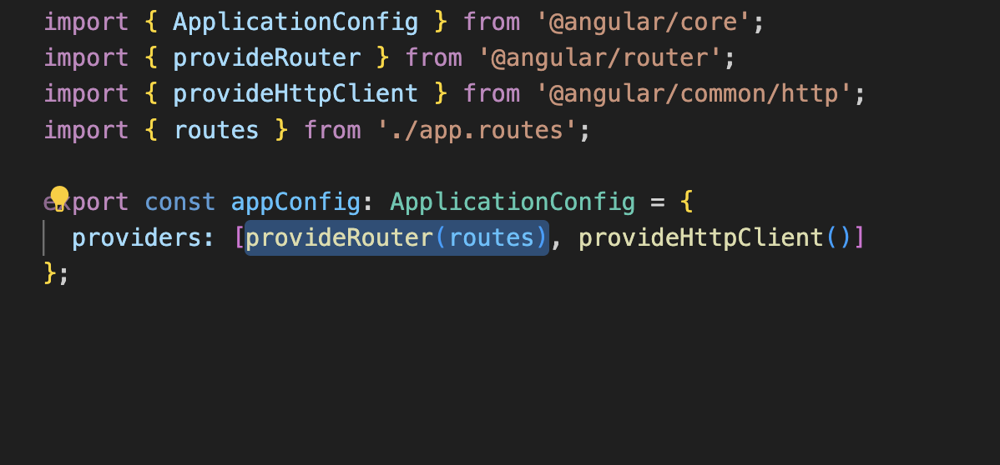 import { ApplicationConfig } from '@angular/core';
import { provideRouter } from '@angular/router';
import { provideHttpClient } from '@angular/common/http';
import { routes } from './app.routes';

export const appConfig: ApplicationConfig = {
  providers: [provideRouter(routes), provideHttpClient()]
};